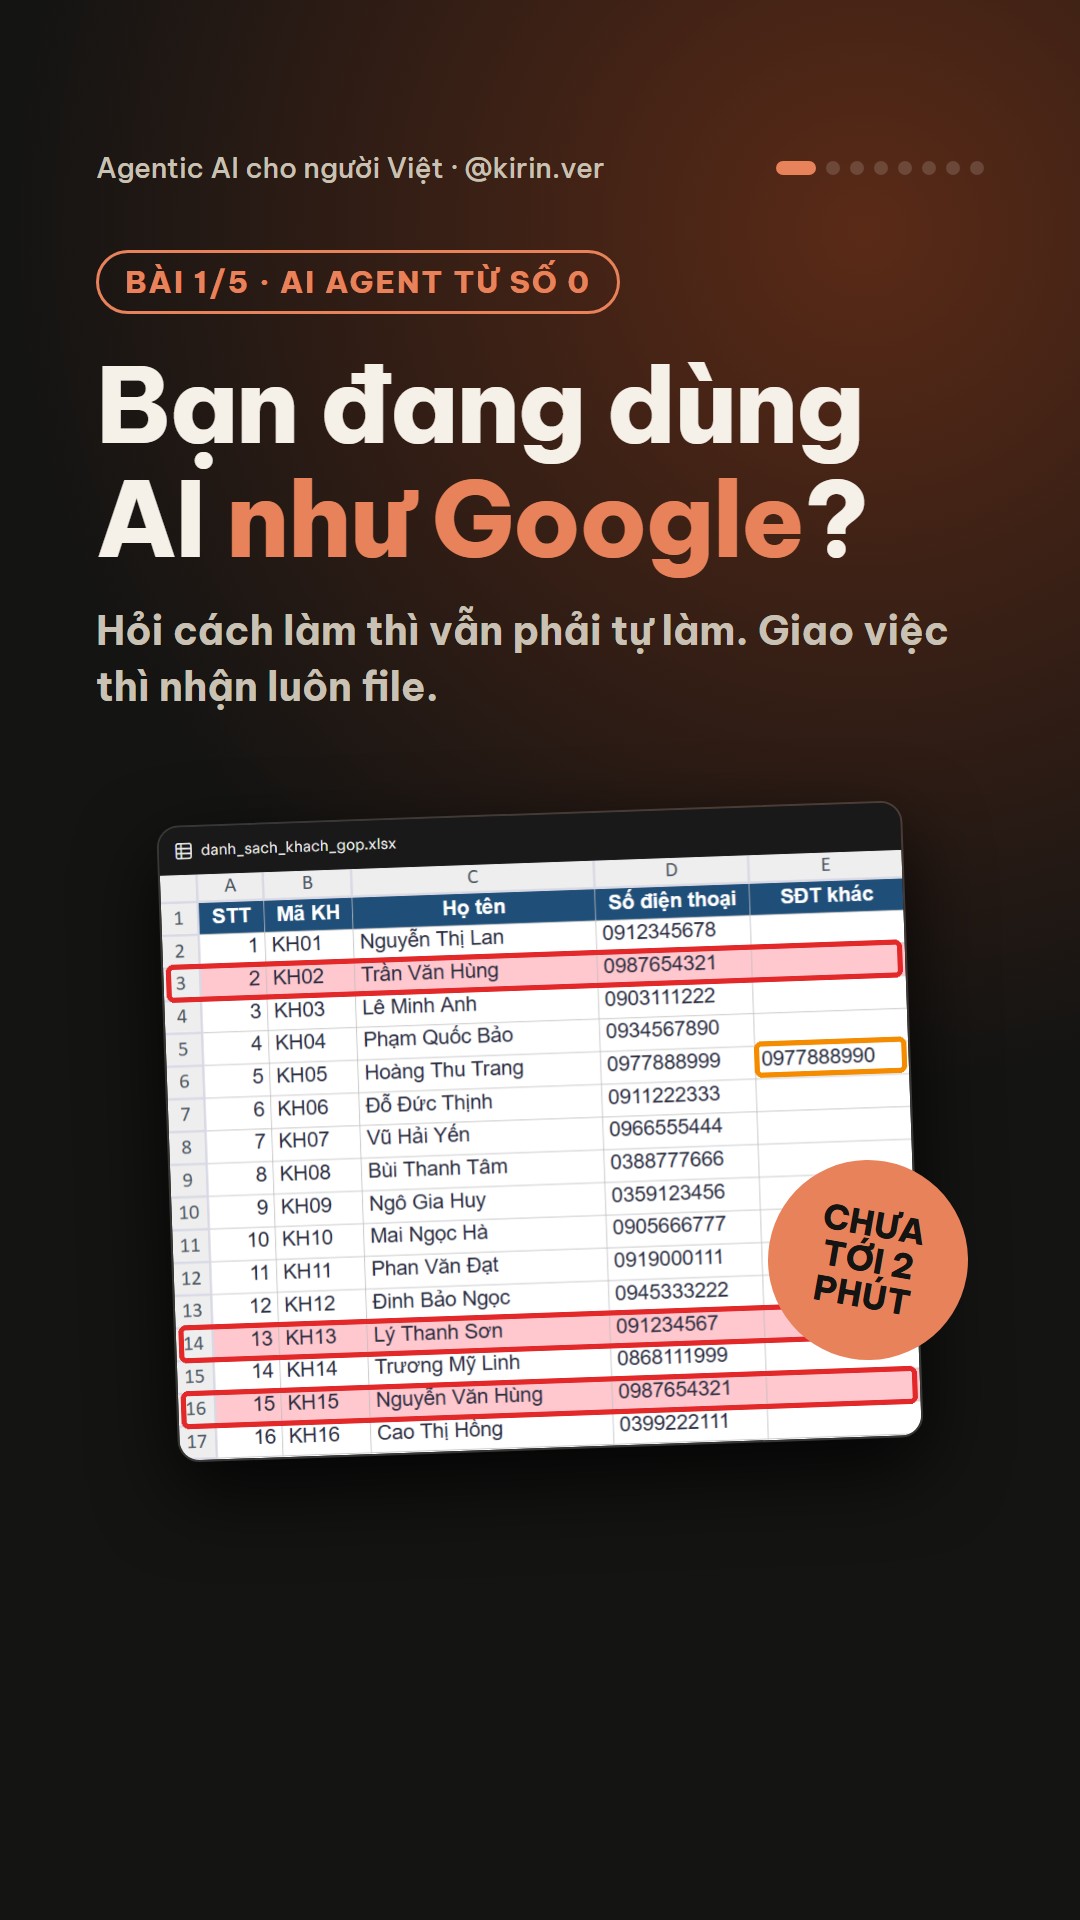 Agentic AI cho người Việt · @kirin.ver
BÀI 1/5 · AI AGENT TỪ SỐ 0
Bạn đang dùng
AI như Google?
Hỏi cách làm thì vẫn phải tự làm. Giao việc
thì nhận luôn file.
danh_sach_khach_gop.xlsx
A B C D E
1 STT Mã KH Họ tên Số điện thoại SĐT khác
2 1 KH01 Nguyễn Thị Lan 0912345678
3 2 KH02 Trần Văn Hùng 0987654321
4 3 KH03 Lê Minh Anh 0903111222
5 4 KH04 Phạm Quốc Bảo 0934567890
6 5 KH05 Hoàng Thu Trang 0977888999 0977888990
7 6 KH06 Đỗ Đức Thịnh 0911222333
8 7 KH07 Vũ Hải Yến 0966555444
9 8 KH08 Bùi Thanh Tâm 0388777666
10 9 KH09 Ngô Gia Huy 0359123456
11 10 KH10 Mai Ngọc Hà 0905666777
12 11 KH11 Phan Văn Đạt 0919000111
13 12 KH12 Đinh Bảo Ngọc 0945333222
14 13 KH13 Lý Thanh Sơn 091234567
15 14 KH14 Trương Mỹ Linh 0868111999
16 15 KH15 Nguyễn Văn Hùng 0987654321
17 16 KH16 Cao Thị Hồng 0399222111
CHƯA
TỚI 2
PHÚT